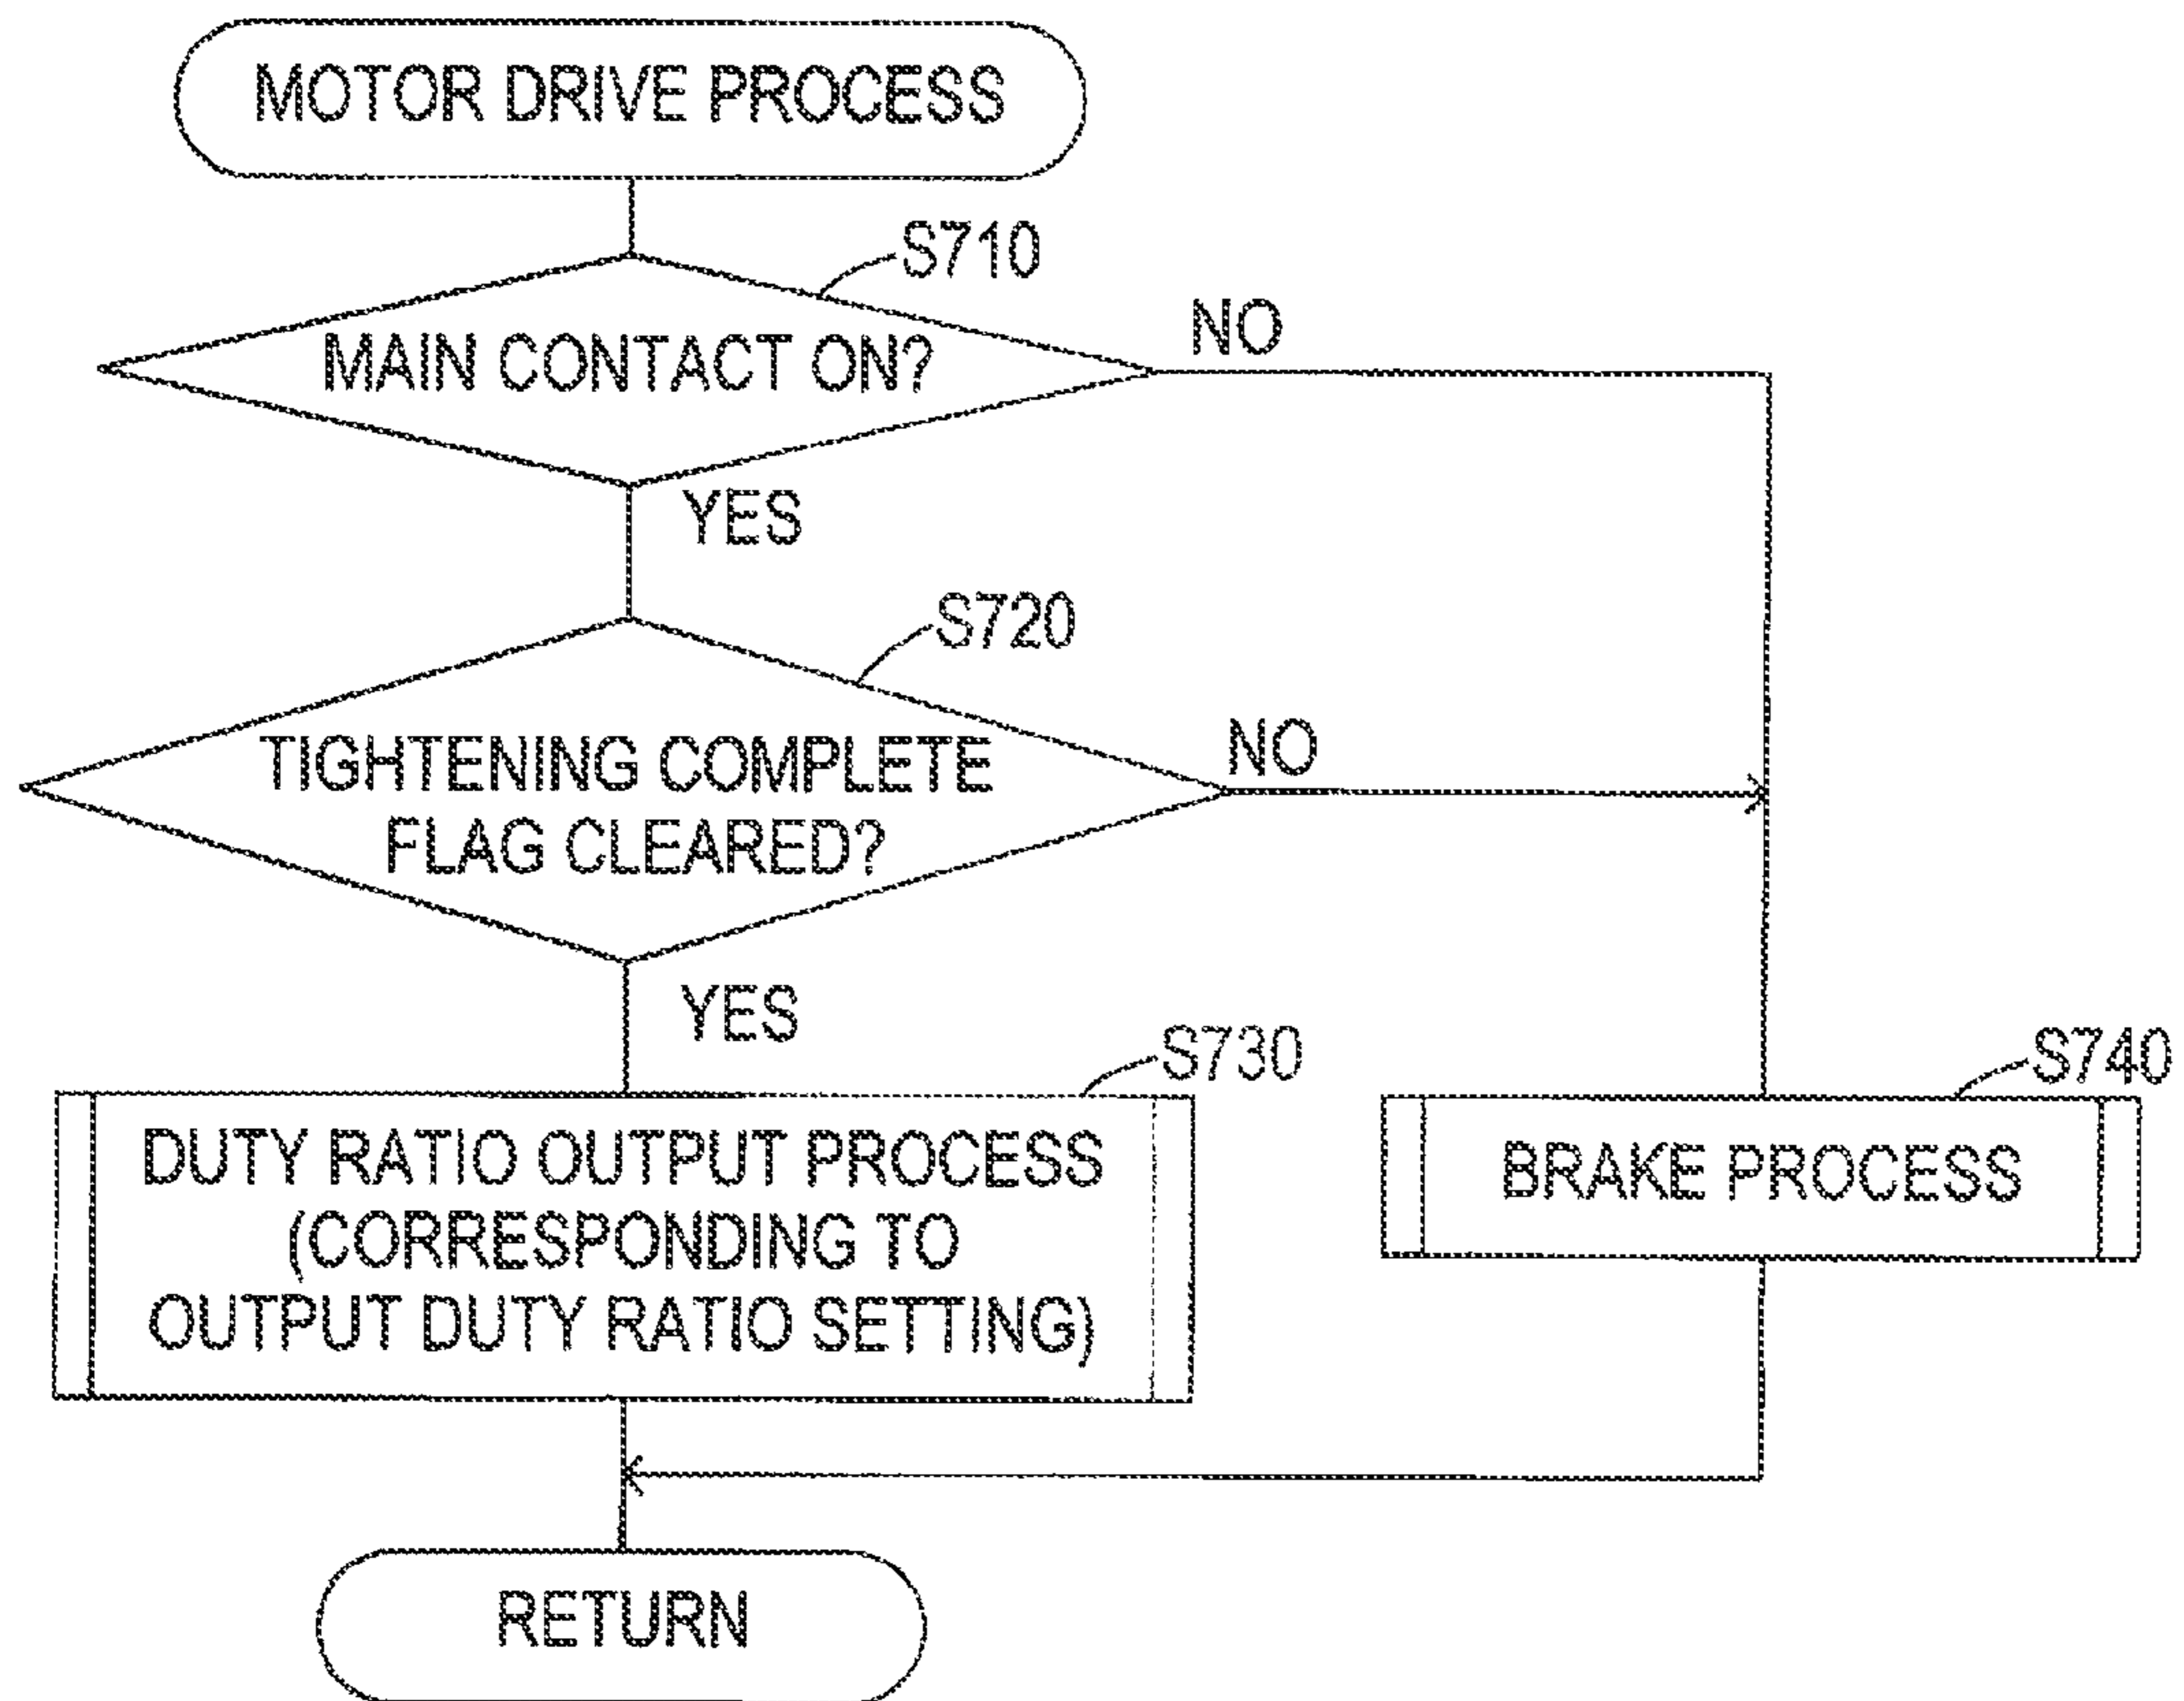 MOTOR DRIVE PROCESS
S710
MAIN CONTACT ON?
NO
YES
S720
TIGHTENING COMPLETE
FLAG CLEARED?
NO
YES
S730
DUTY RATIO OUTPUT PROCESS
(CORRESPONDING TO
OUTPUT DUTY RATIO SETTING)
S740
BRAKE PROCESS
RETURN